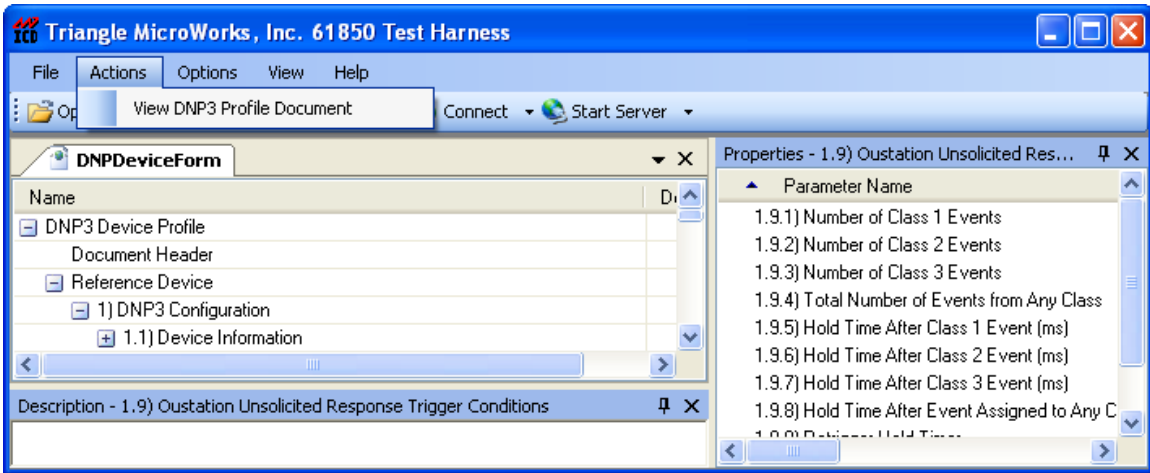 Triangle MicroWorks, Inc. 61850 Test Harness
File Actions Options View Help
View DNP3 Profile Document
Connect Start Server
DNPDeviceForm
Name
DNP3 Device Profile
Document Header
Reference Device
1) DNP3 Configuration
1.1) Device Information
Description - 1.9) Oustation Unsolicited Response Trigger Conditions
Properties - 1.9) Oustation Unsolicited Res...
Parameter Name
1.9.1) Number of Class 1 Events
1.9.2) Number of Class 2 Events
1.9.3) Number of Class 3 Events
1.9.4) Total Number of Events from Any Class
1.9.5) Hold Time After Class 1 Event (ms)
1.9.6) Hold Time After Class 2 Event (ms)
1.9.7) Hold Time After Class 3 Event (ms)
1.9.8) Hold Time After Event Assigned to Any C